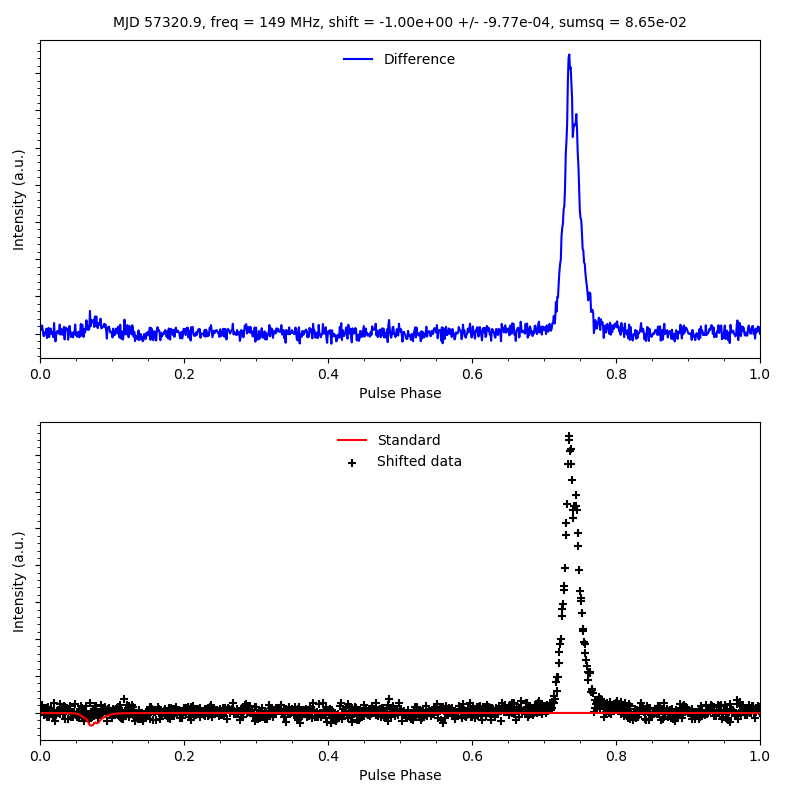 MJD 57320.9, freq = 149 MHz, shift = -1.00e+00 +/- -9.77e-04, sumsq = 8.65e-02
Difference
Intensity (a.u.)
0.0 0.2 0.4 0.6 0.8 1.0
Pulse Phase
Standard
Shifted data
Intensity (a.u.)
0.0 0.2 0.4 0.6 0.8 1.0
Pulse Phase